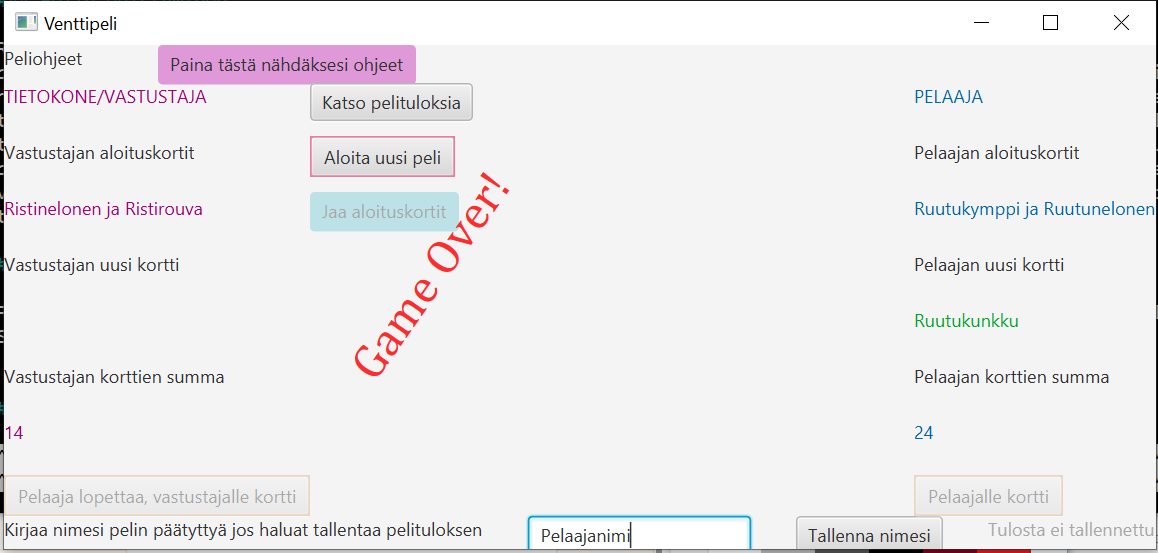 Venttipeli
Peliohjeet
Paina tästä nähdäksesi ohjeet
TIETOKONE/VASTUSTAJA
Katso pelituloksia
PELAAJA
Vastustajan aloituskortit
Aloita uusi peli
Pelaajan aloituskortit
Ristinelonen ja Ristirouva
Jaa aloituskortit
Ruutukymppi ja Ruutunelonen
Game Over!
Vastustajan uusi kortti
Pelaajan uusi kortti
Ruutukunkku
Vastustajan korttien summa
Pelaajan korttien summa
14
24
Pelaaja lopettaa, vastustajalle kortti
Pelaajalle kortti
Kirjaa nimesi pelin päätyttyä jos haluat tallentaa pelituloksen
Pelaajanimi
Tallenna nimesi
Tulosta ei tallennettu